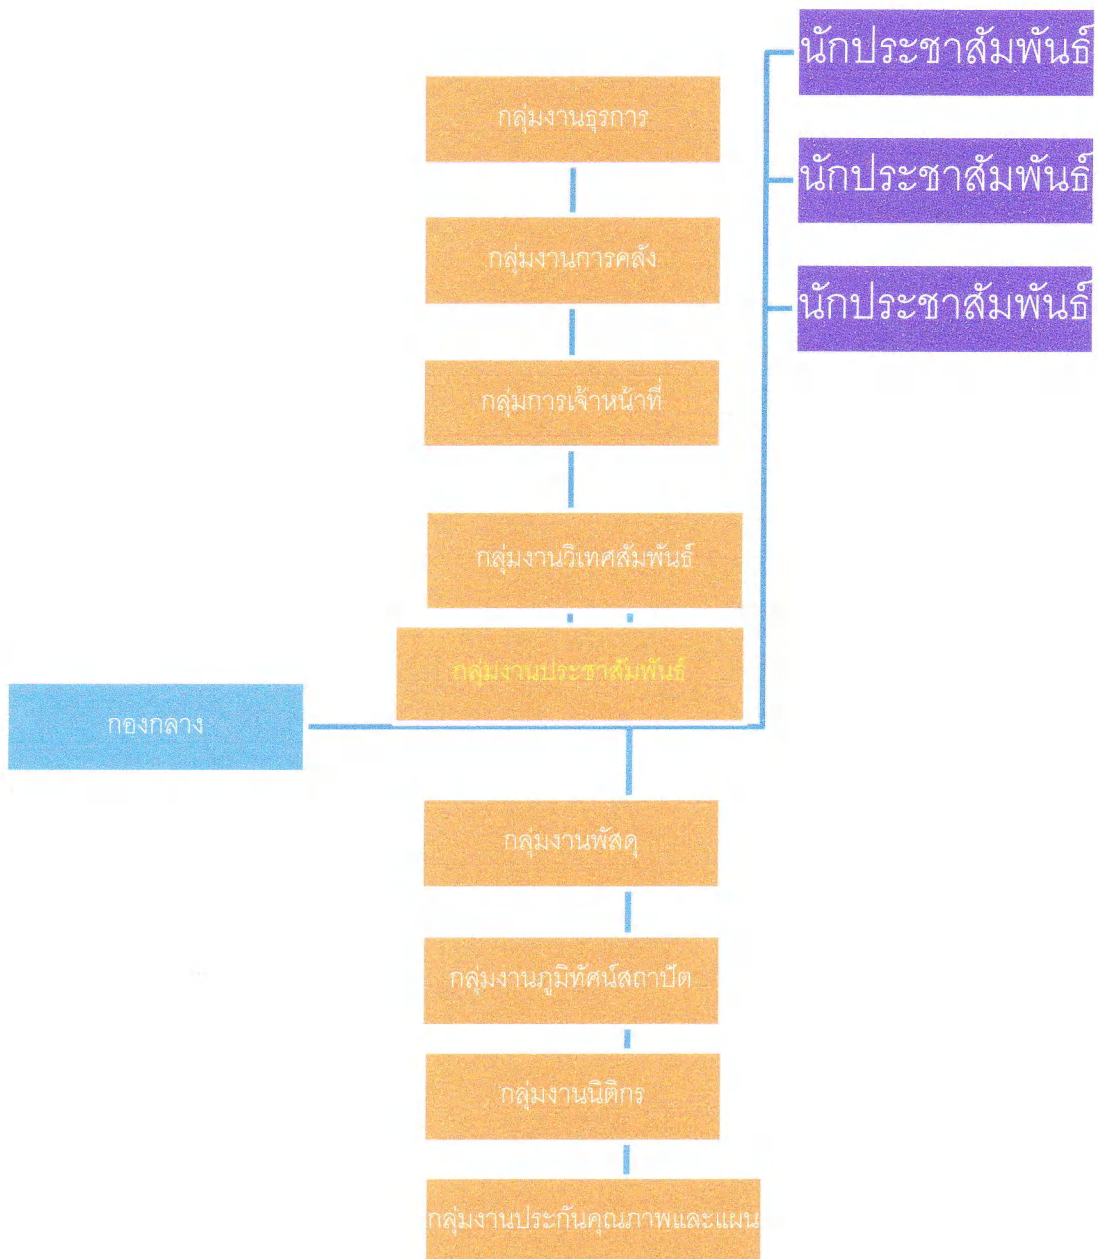 นักประชาสัมพันธ์
กลุ่มงานธุรการ
นักประชาสัมพันธ์
กลุ่มงานการคลัง
นักประชาสัมพันธ์
กลุ่มการเจ้าหน้าที่
กลุ่มงานวิเทศสัมพันธ์
กลุ่มงานประชาสัมพันธ์
กองกลาง
กลุ่มงานพัสดุ
กลุ่มงานภูมิทัศน์สถาปัต
กลุ่มงานนิติกร
กลุ่มงานประกันคุณภาพและแผน